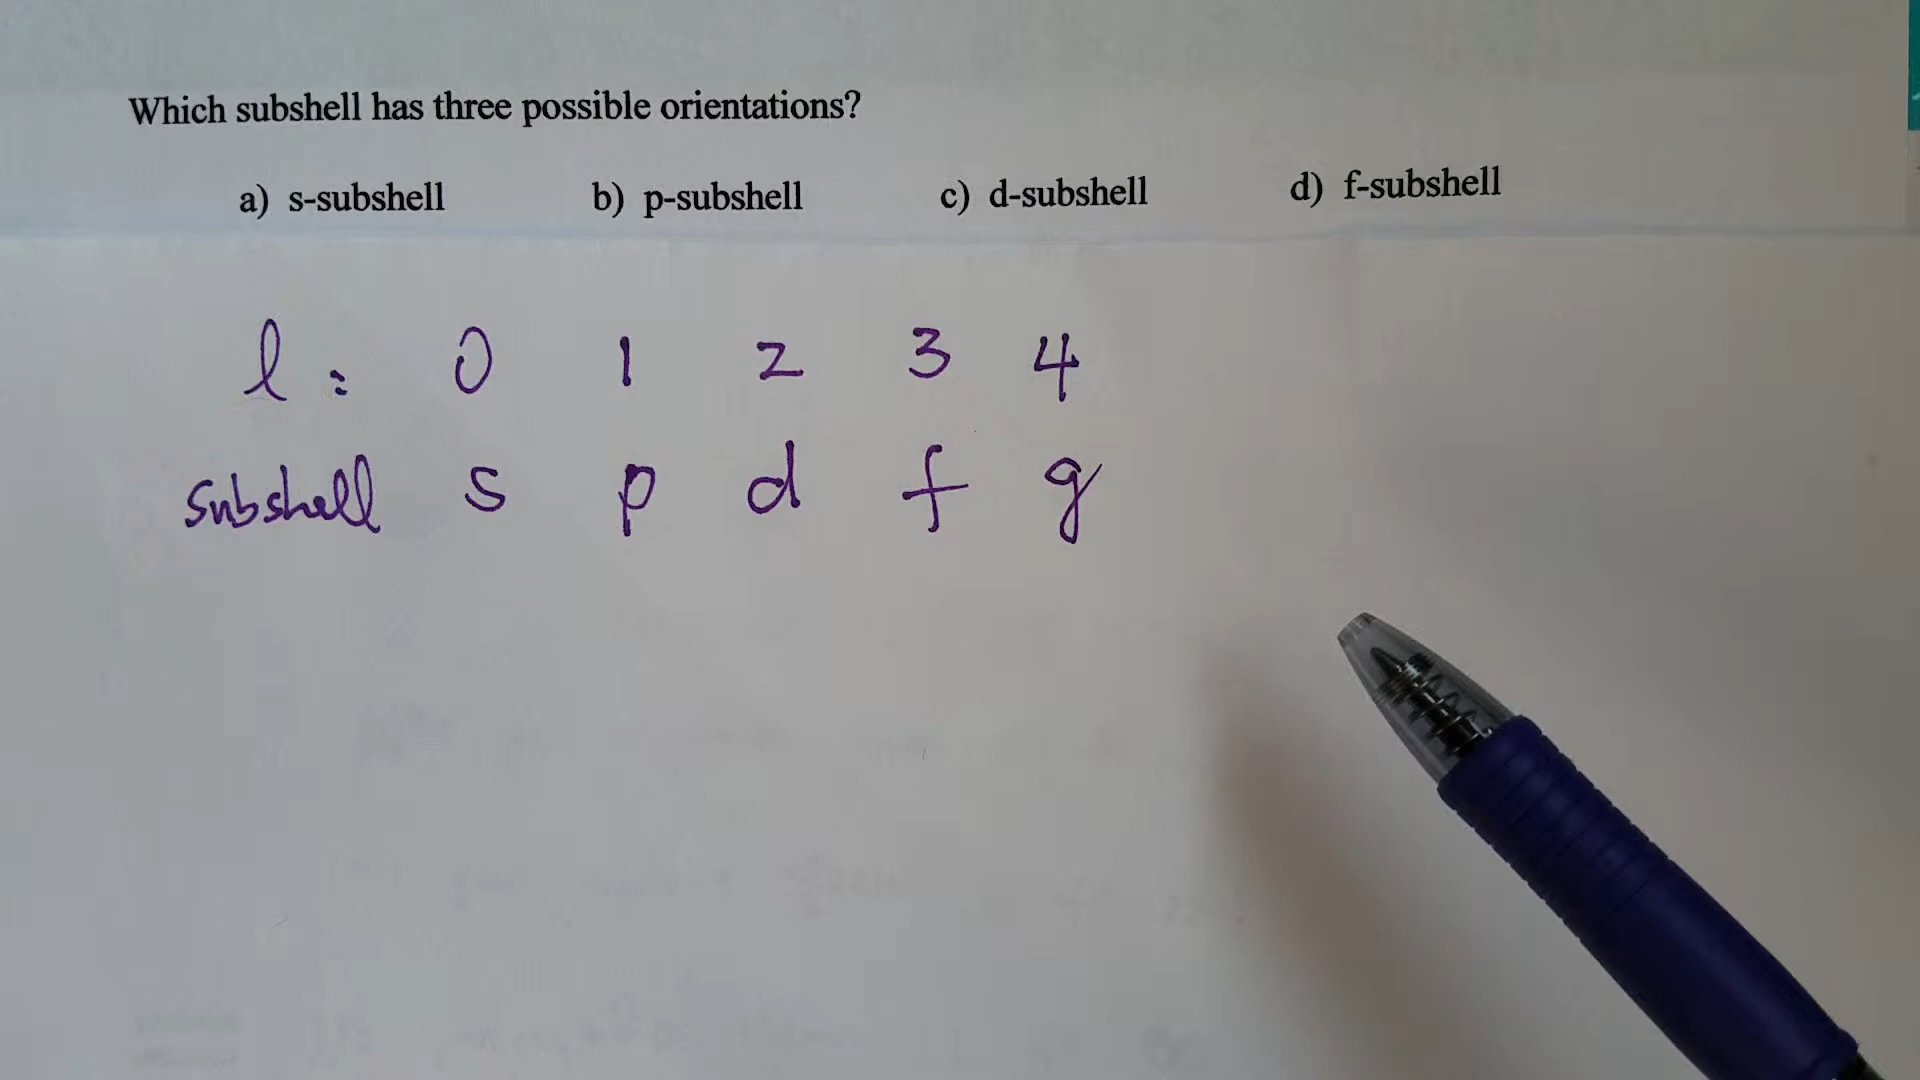 Which subshell has three possible orientations?
a) s-subshell b) p-subshell c) d-subshell d) f-subshell
l = 0 1 2 3 4
Subshell s p d f g